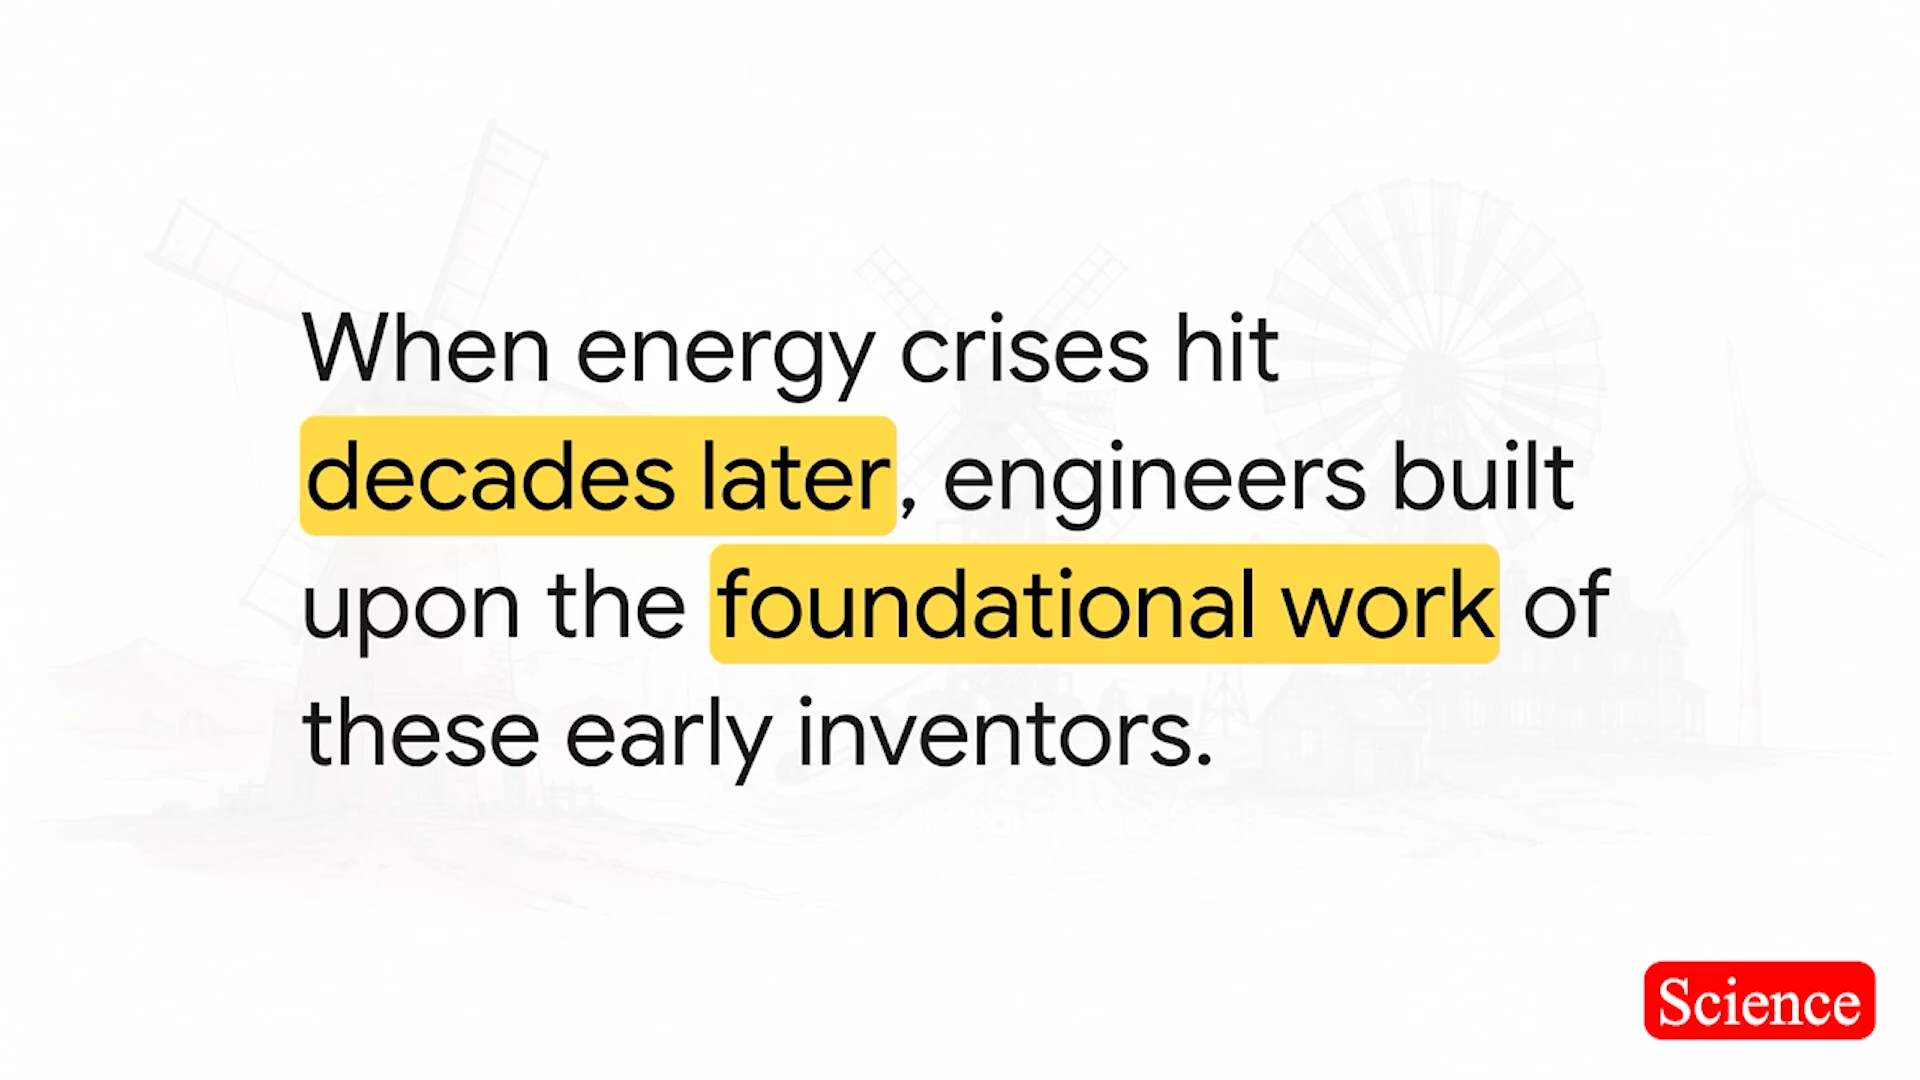 When energy crises hit
decades later, engineers built
upon the foundational work of
these early inventors.
Science